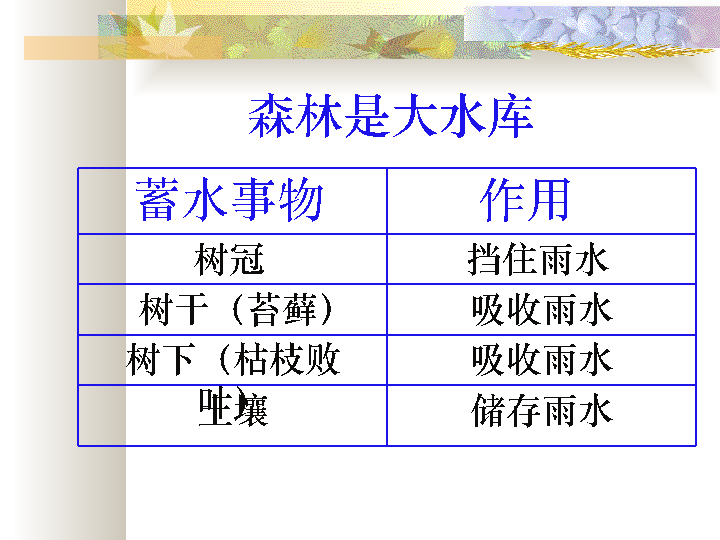 森林是大水库
蓄水事物 作用
树冠 挡住雨水
树干（苔藓） 吸收雨水
树下（枯枝败叶） 吸收雨水
土壤 储存雨水